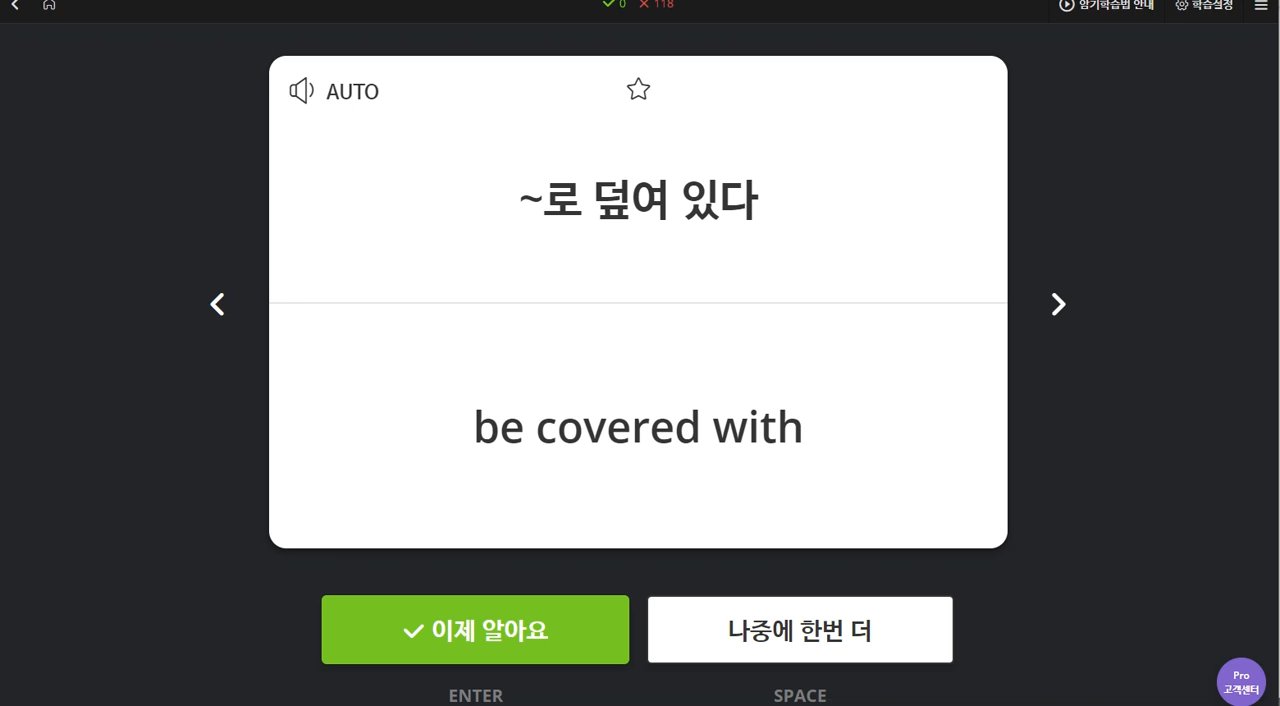 0 118 암기학습법 안내 학습설정
AUTO
~로 덮여 있다
be covered with
이제 알아요 나중에 한번 더
ENTER SPACE
Pro
고객센터